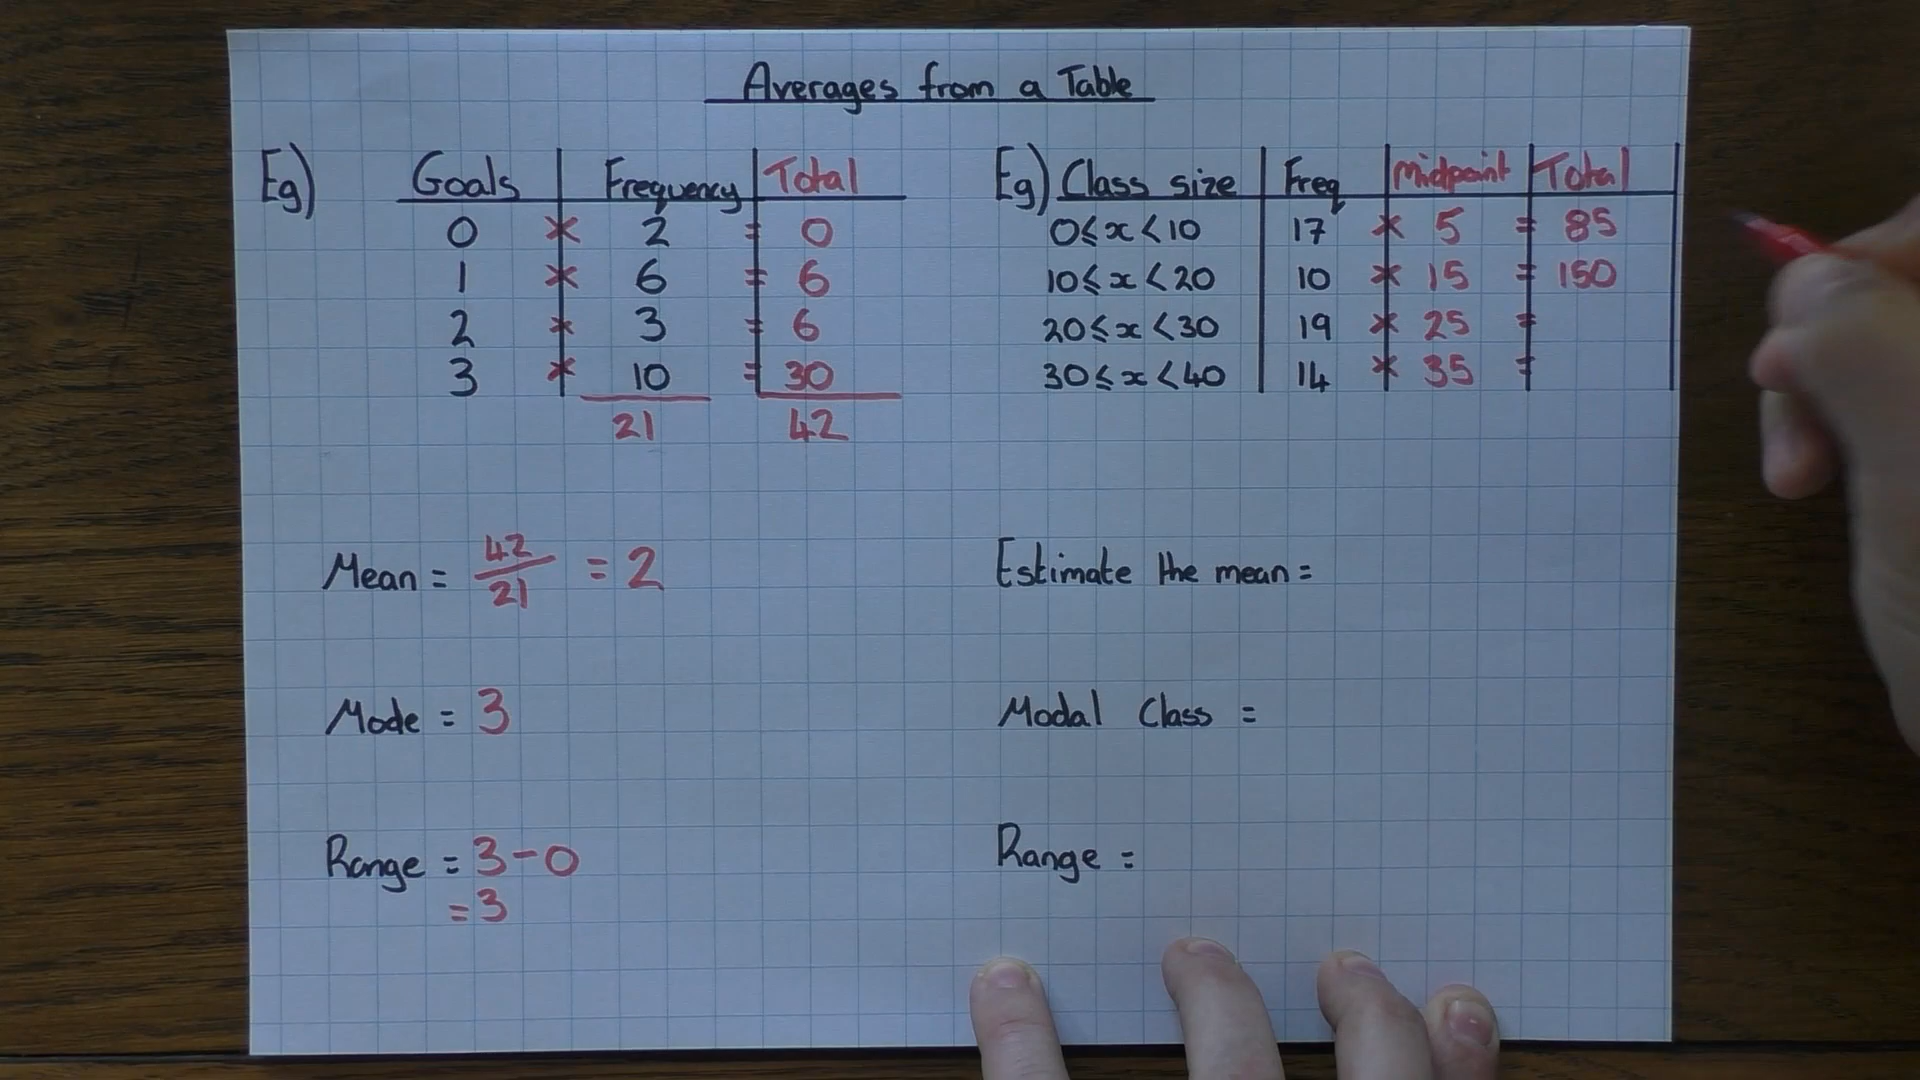 Averages from a Table
Eg)
Goals Frequency Total
0 × 2 = 0
1 × 6 = 6
2 × 3 = 6
3 × 10 = 30
21 42
Mean = 42/21 = 2
Mode = 3
Range = 3 - 0
= 3
Eg) Class size Freq Midpoint Total
0 ≤ x < 10 17 × 5 = 85
10 ≤ x < 20 10 × 15 = 150
20 ≤ x < 30 19 × 25 =
30 ≤ x < 40 14 × 35 =
Estimate the mean =
Modal Class =
Range =